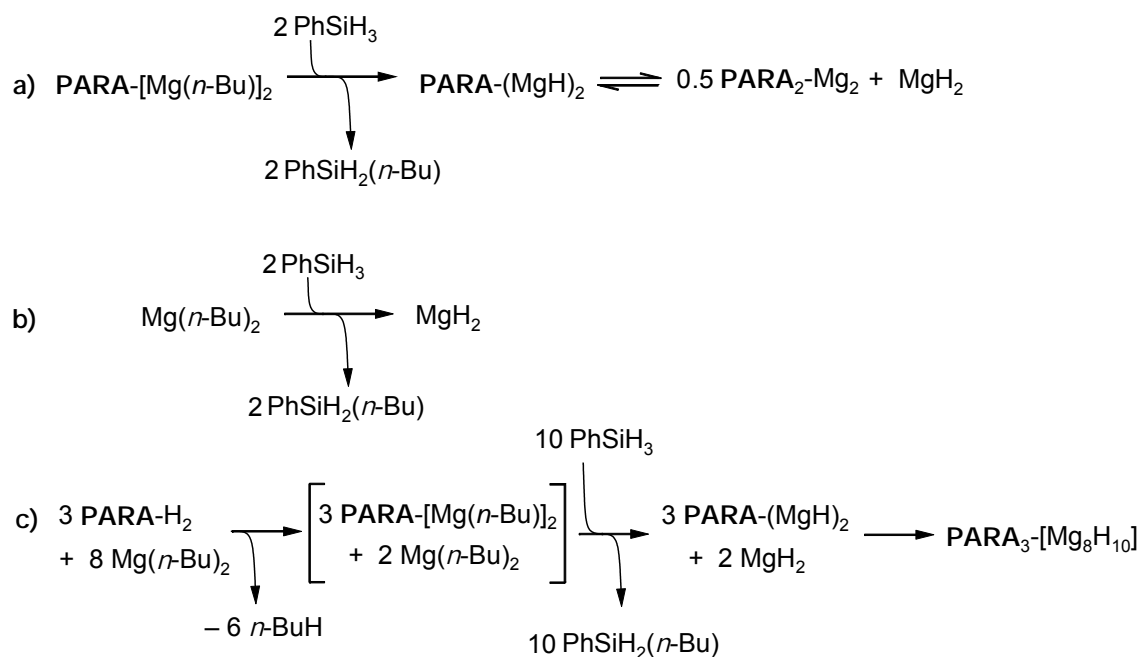 2 PhSiH₃
a) PARA-[Mg(n-Bu)]₂ PARA-(MgH)₂ 0.5 PARA₂-Mg₂ + MgH₂
2 PhSiH₂(n-Bu)
2 PhSiH₃
b) Mg(n-Bu)₂ MgH₂
2 PhSiH₂(n-Bu)
10 PhSiH₃
c) 3 PARA-H₂ 3 PARA-[Mg(n-Bu)]₂ 3 PARA-(MgH)₂ PARA₃-[Mg₈H₁₀]
+ 8 Mg(n-Bu)₂ + 2 Mg(n-Bu)₂ + 2 MgH₂
– 6 n-BuH
10 PhSiH₂(n-Bu)